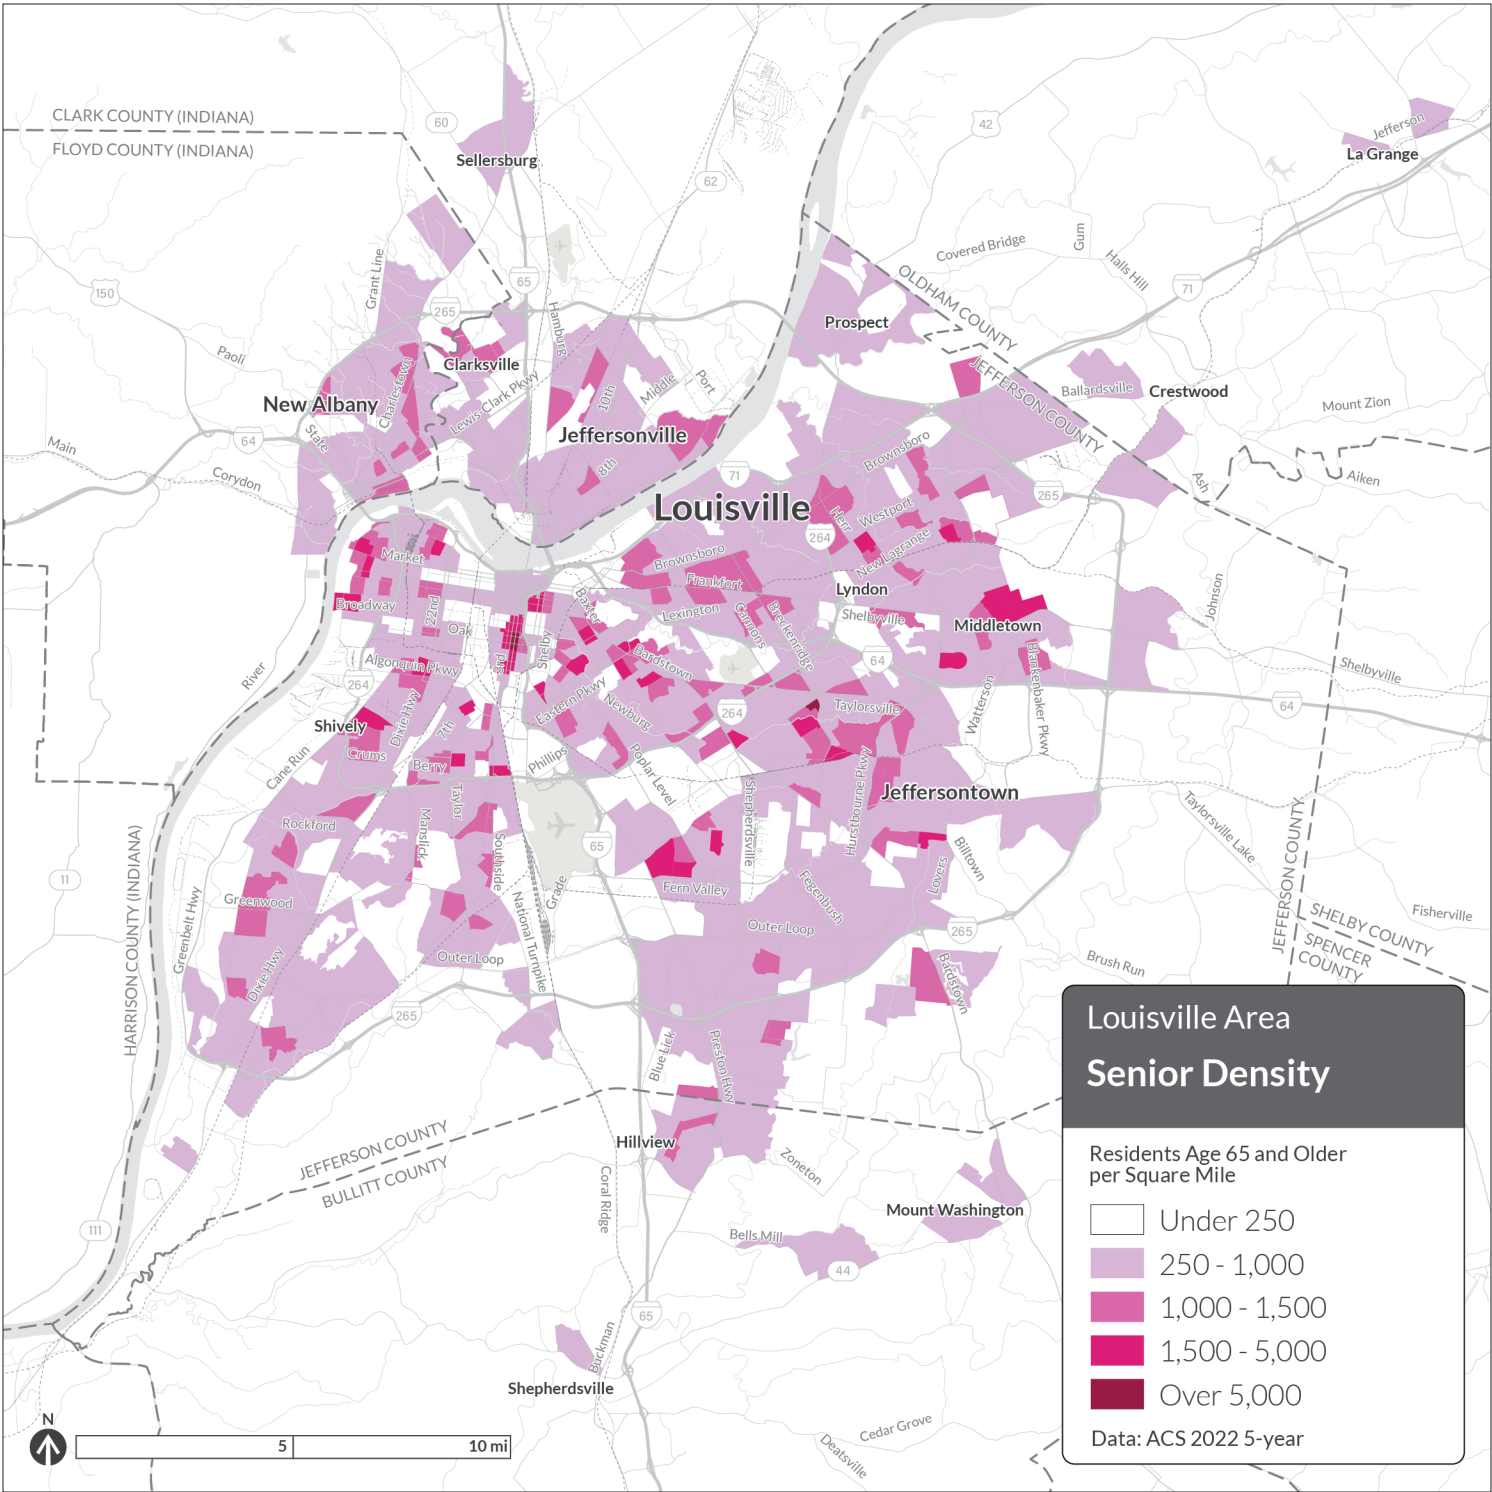 CLARK COUNTY (INDIANA)
FLOYD COUNTY (INDIANA)
60
Sellersburg
62
42
Jefferson
La Grange
Grant Line
65
150
265
Hamburg
Covered Bridge
Gum
Halls Hill
71
OLDHAM COUNTY
JEFFERSON COUNTY
Prospect
Paoli
Clarksville
Charlestown
Lewis-Clark Pkwy
10th
Middle
Port
Ballardsville
Crestwood
Mount Zion
New Albany
State
64
Main
Corydon
Jeffersonville
8th
71
Brownsboro
265
Ash
Aiken
Louisville
Herr
Westport
264
New Lagrange
Market
Brownsboro
Frankfort
Lyndon
Broadway
22nd
Oak
Baxter
Lexington
Cannons
Breckenridge
Shelbyville
Middletown
Johnson
3rd
Shelby
Bardstown
64
Blankenbaker Pkwy
Shelbyville
River
Algonquin Pkwy
264
Eastern Pkwy
Newburg
264
Taylorsville
Watterson
64
Shively
Dixie Hwy
7th
Crums
Cane Run
Berry
Phillips
Poplar Level
Hurstbourne Pkwy
Jeffersontown
Taylor
Rockford
Manslick
Southside
65
Shepherdsville
Billtown
Lovers
Taylorsville Lake
JEFFERSON COUNTY
11
HARRISON COUNTY (INDIANA)
Greenbelt Hwy
Greenwood
Grade
Fern Valley
Fegenbush
National Turnpike
Outer Loop
265
SHELBY COUNTY
SPENCER
COUNTY
Fisherville
Dixie Hwy
Outer Loop
Bardstown
Brush Run
265
Blue Lick
Preston Hwy
JEFFERSON COUNTY
BULLITT COUNTY
Hillview
Zoneton
Coral Ridge
Mount Washington
111
Bells Mill
44
65
Buckman
Shepherdsville
Cedar Grove
Deatsville
N
5
10 mi
Louisville Area
Senior Density
Residents Age 65 and Older
per Square Mile
Under 250
250 - 1,000
1,000 - 1,500
1,500 - 5,000
Over 5,000
Data: ACS 2022 5-year